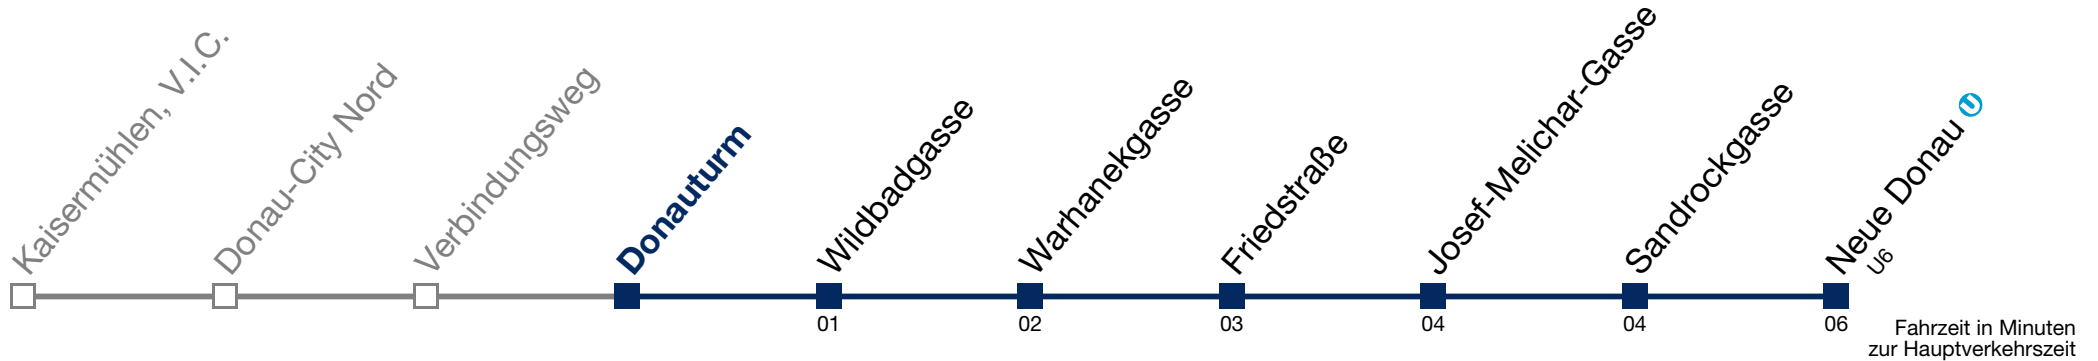 Kaisermühlen, V.I.C.
Donau-City Nord
Verbindungsweg
Donauturm
Wildbadgasse
Warhanekgasse
Friedstraße
Josef-Melichar-Gasse
Sandrockgasse
Neue Donau U
U6
01 02 03 04 04 06
Fahrzeit in Minuten
zur Hauptverkehrszeit